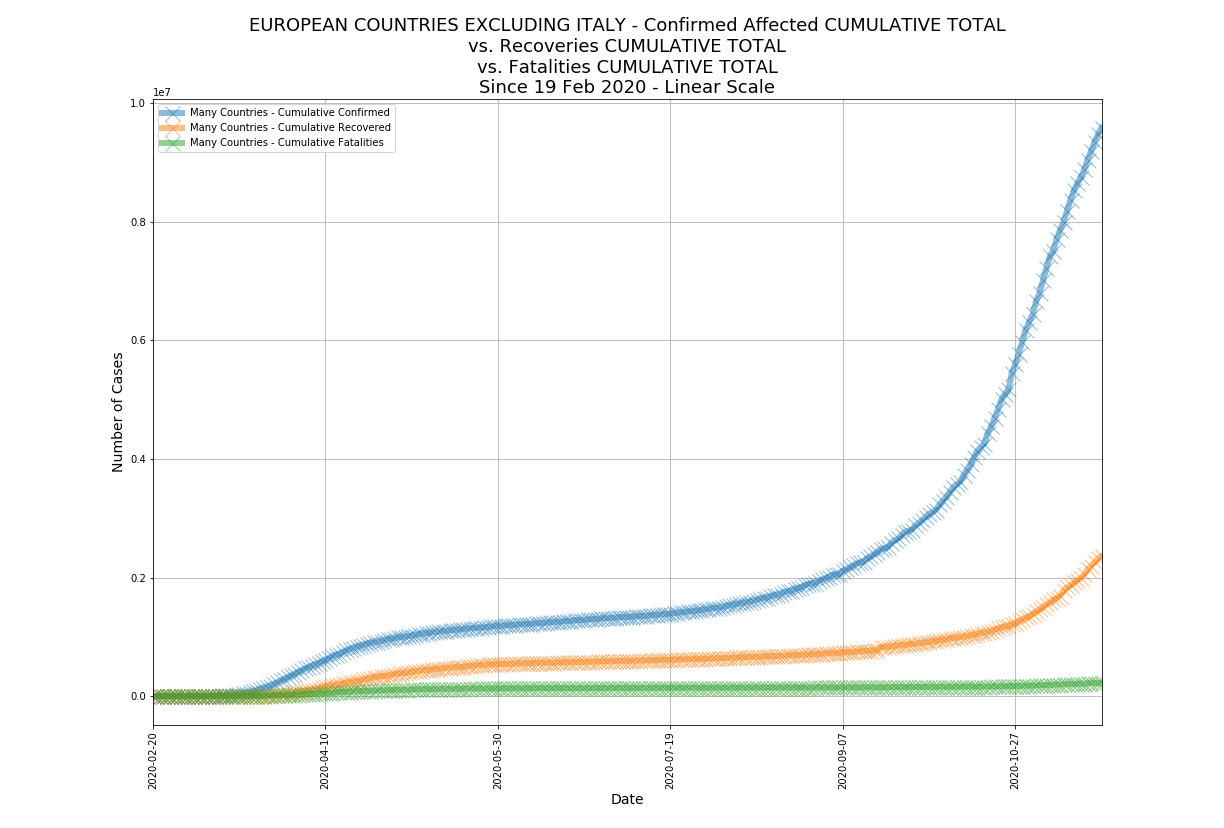 EUROPEAN COUNTRIES EXCLUDING ITALY - Confirmed Affected CUMULATIVE TOTAL
vs. Recoveries CUMULATIVE TOTAL
vs. Fatalities CUMULATIVE TOTAL
Since 19 Feb 2020 - Linear Scale
1e7
Many Countries - Cumulative Confirmed
Many Countries - Cumulative Recovered
Many Countries - Cumulative Fatalities
1.0
0.8
0.6
0.4
0.2
0.0
Number of Cases
2020-02-20
2020-04-10
2020-05-30
2020-07-19
2020-09-07
2020-10-27
Date